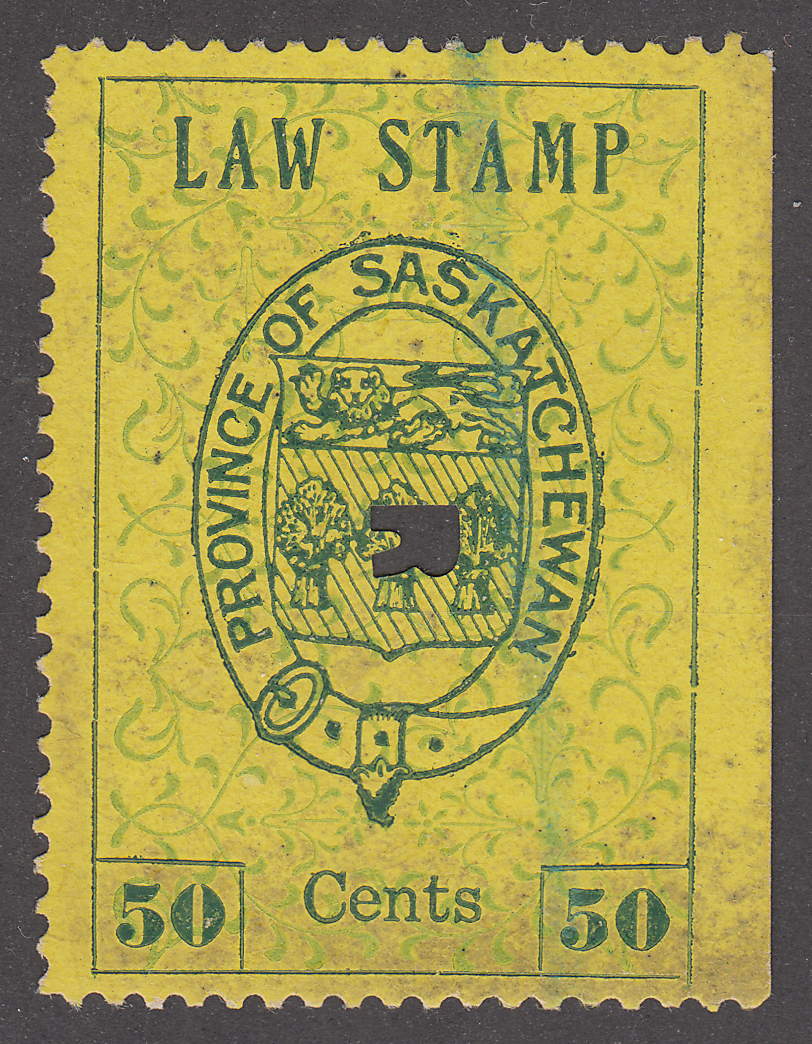 LAW STAMP
PROVINCE OF SASKATCHEWAN
50 Cents 50